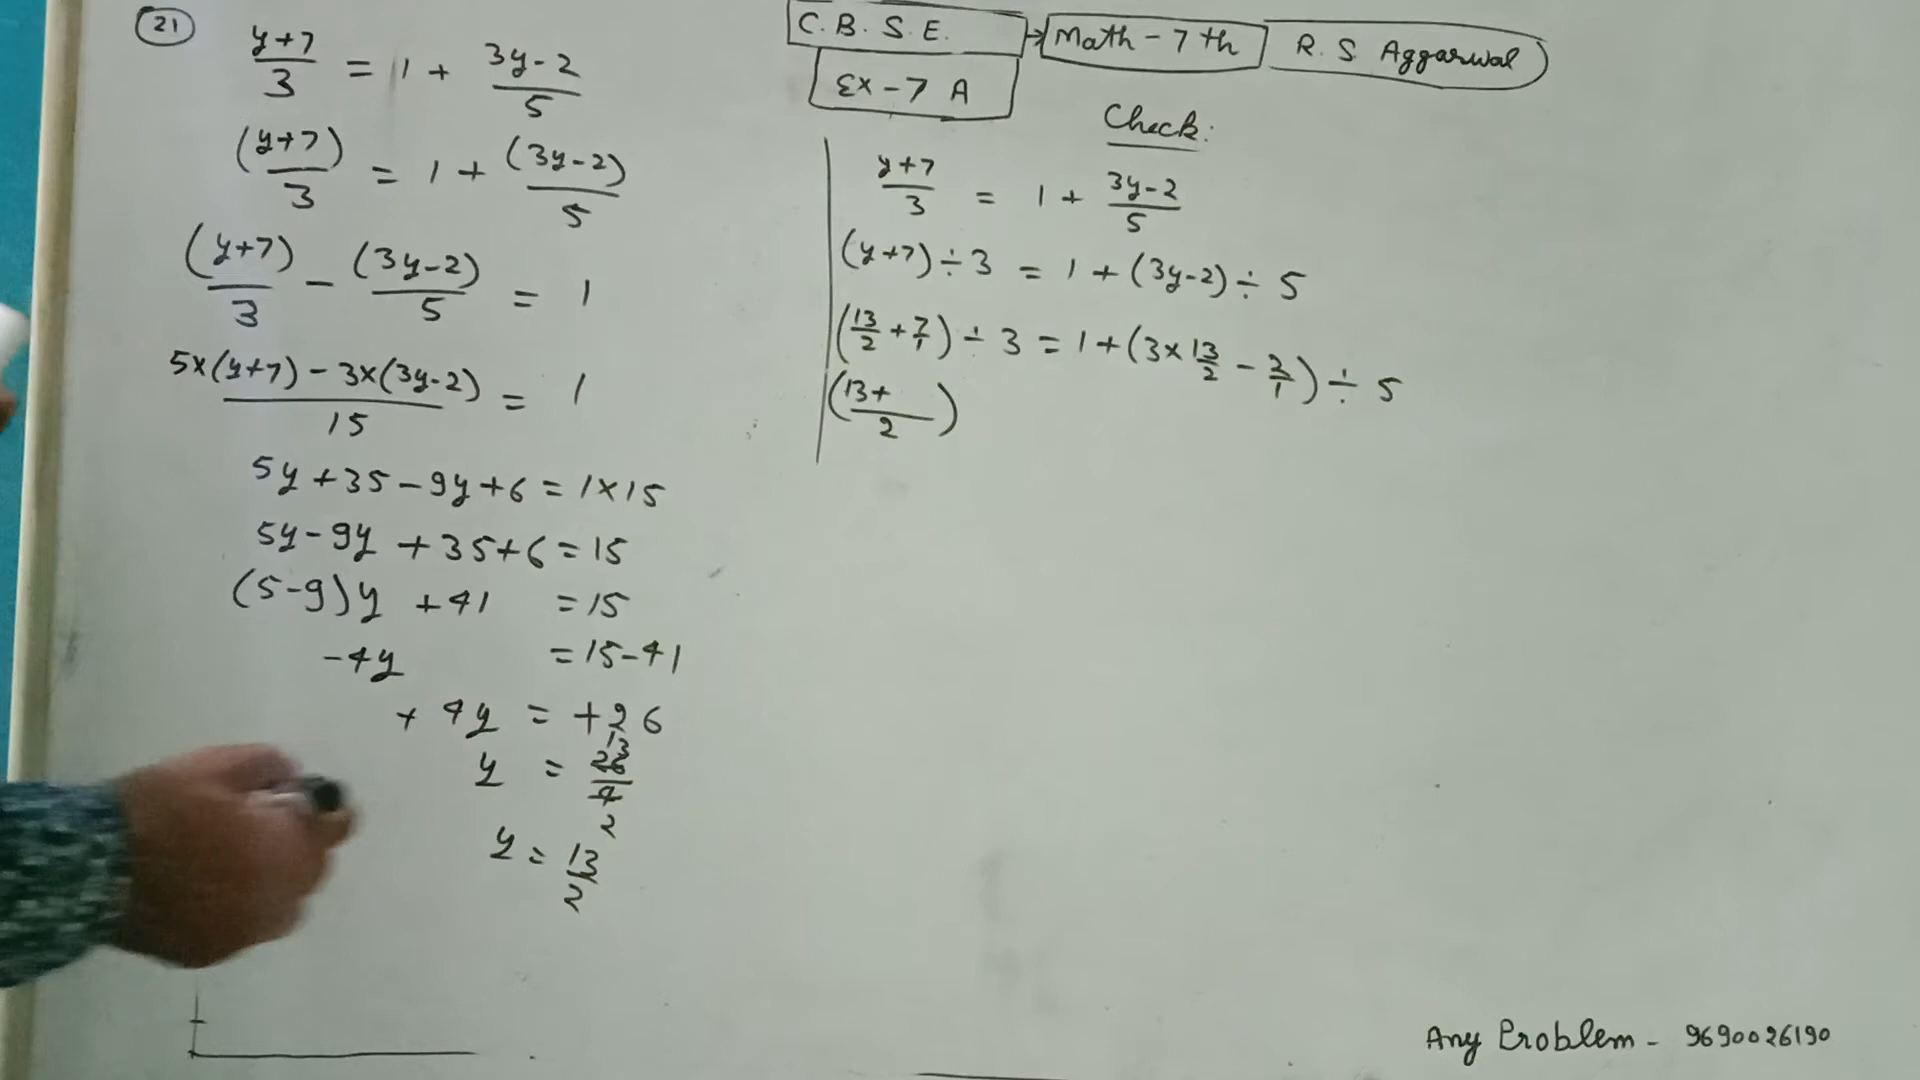 C.B.S.E. → Math - 7th R.S Aggarwal
Ex - 7 A
(21) y+7/3 = 1 + 3y-2/5
(y+7)/3 = 1 + (3y-2)/5
(y+7)/3 - (3y-2)/5 = 1
5×(y+7) - 3×(3y-2)/15 = 1
5y+35-9y+6 = 1×15
5y-9y +35+6 = 15
(5-9)y +41 = 15
-4y = 15-41
+4y = +26
y = 26/4 13 2
y = 13/2
Check:
y+7/3 = 1 + 3y-2/5
(y+7)÷3 = 1+(3y-2)÷ 5
(13/2 + 7/1) ÷ 3 = 1+(3×13/2 - 2/1) ÷ 5
(13+ /2)
Any Problem - 9690026190